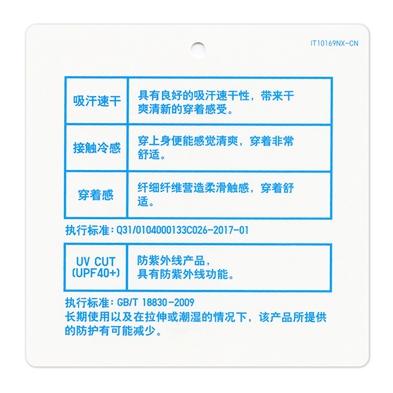 IT10169NX-CN
吸汗速干
具有良好的吸汗速干性，带来干
爽清新的穿着感受。
接触冷感
穿上身便能感觉清爽，穿着非常
舒适。
穿着感
纤细纤维营造柔滑触感，穿着舒
适。
执行标准：Q31/0104000133C026-2017-01
UV CUT
(UPF40+)
防紫外线产品，
具有防紫外线功能。
执行标准：GB/T 18830-2009
长期使用以及在拉伸或潮湿的情况下，该产品所提供
的防护有可能减少。